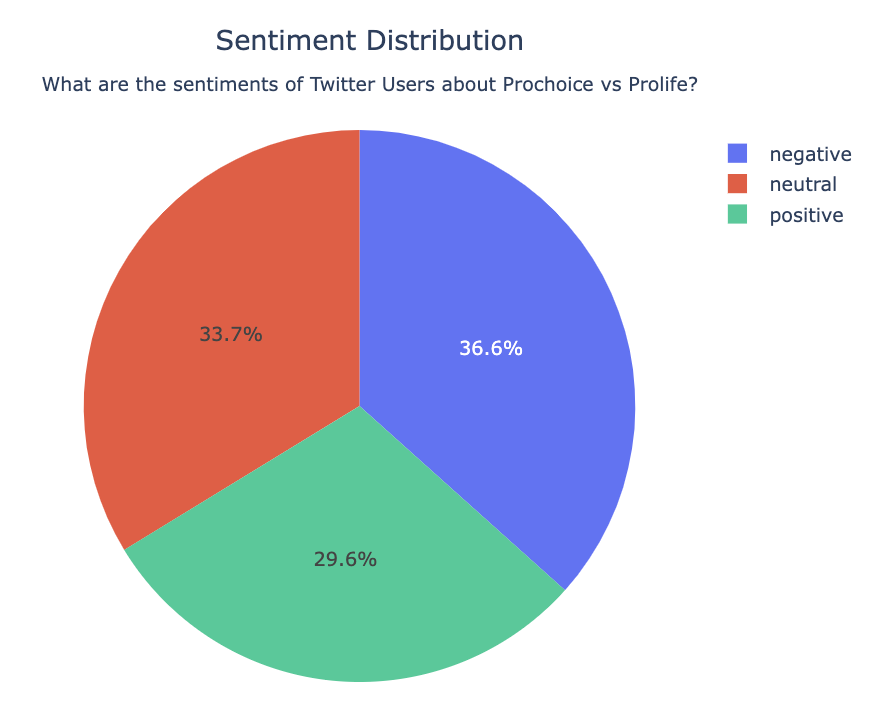 Sentiment Distribution
What are the sentiments of Twitter Users about Prochoice vs Prolife?
negative
neutral
positive
33.7%
36.6%
29.6%